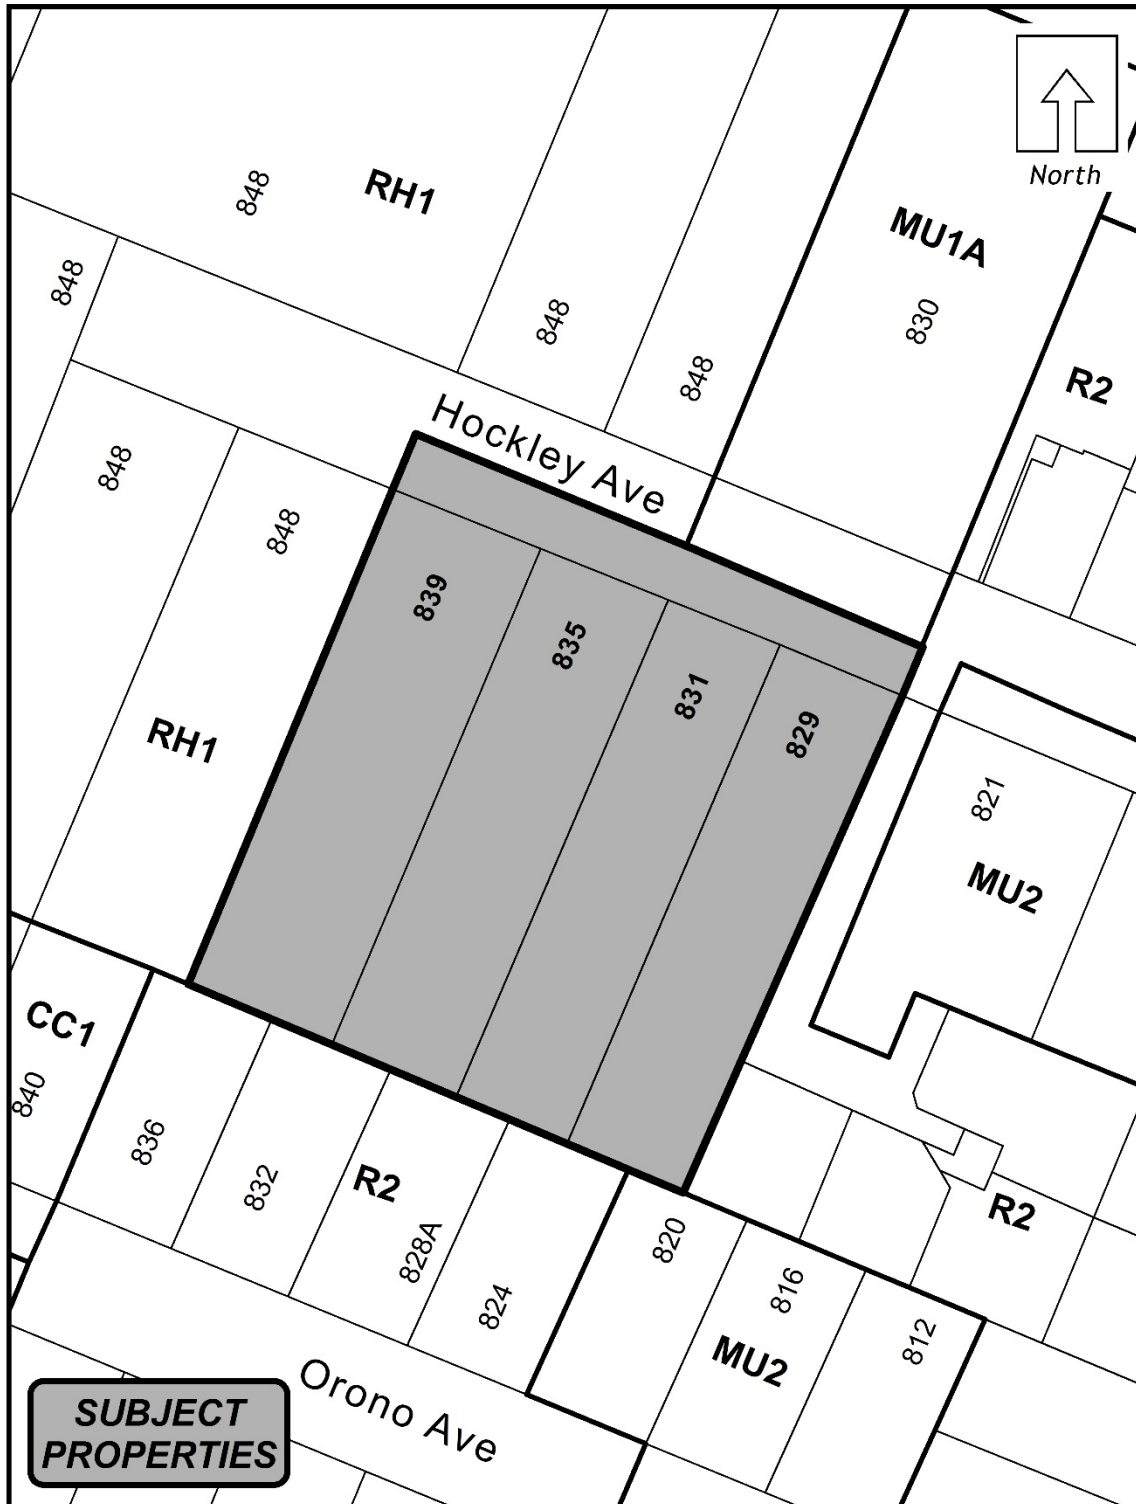 North
848
RH1
MU1A
848
830
848
848
R2
Hockley Ave
848
848
839
835
831
829
RH1
821
MU2
CC1
840
836
832
R2
828A
824
820
816
812
R2
MU2
Orono Ave
SUBJECT
PROPERTIES